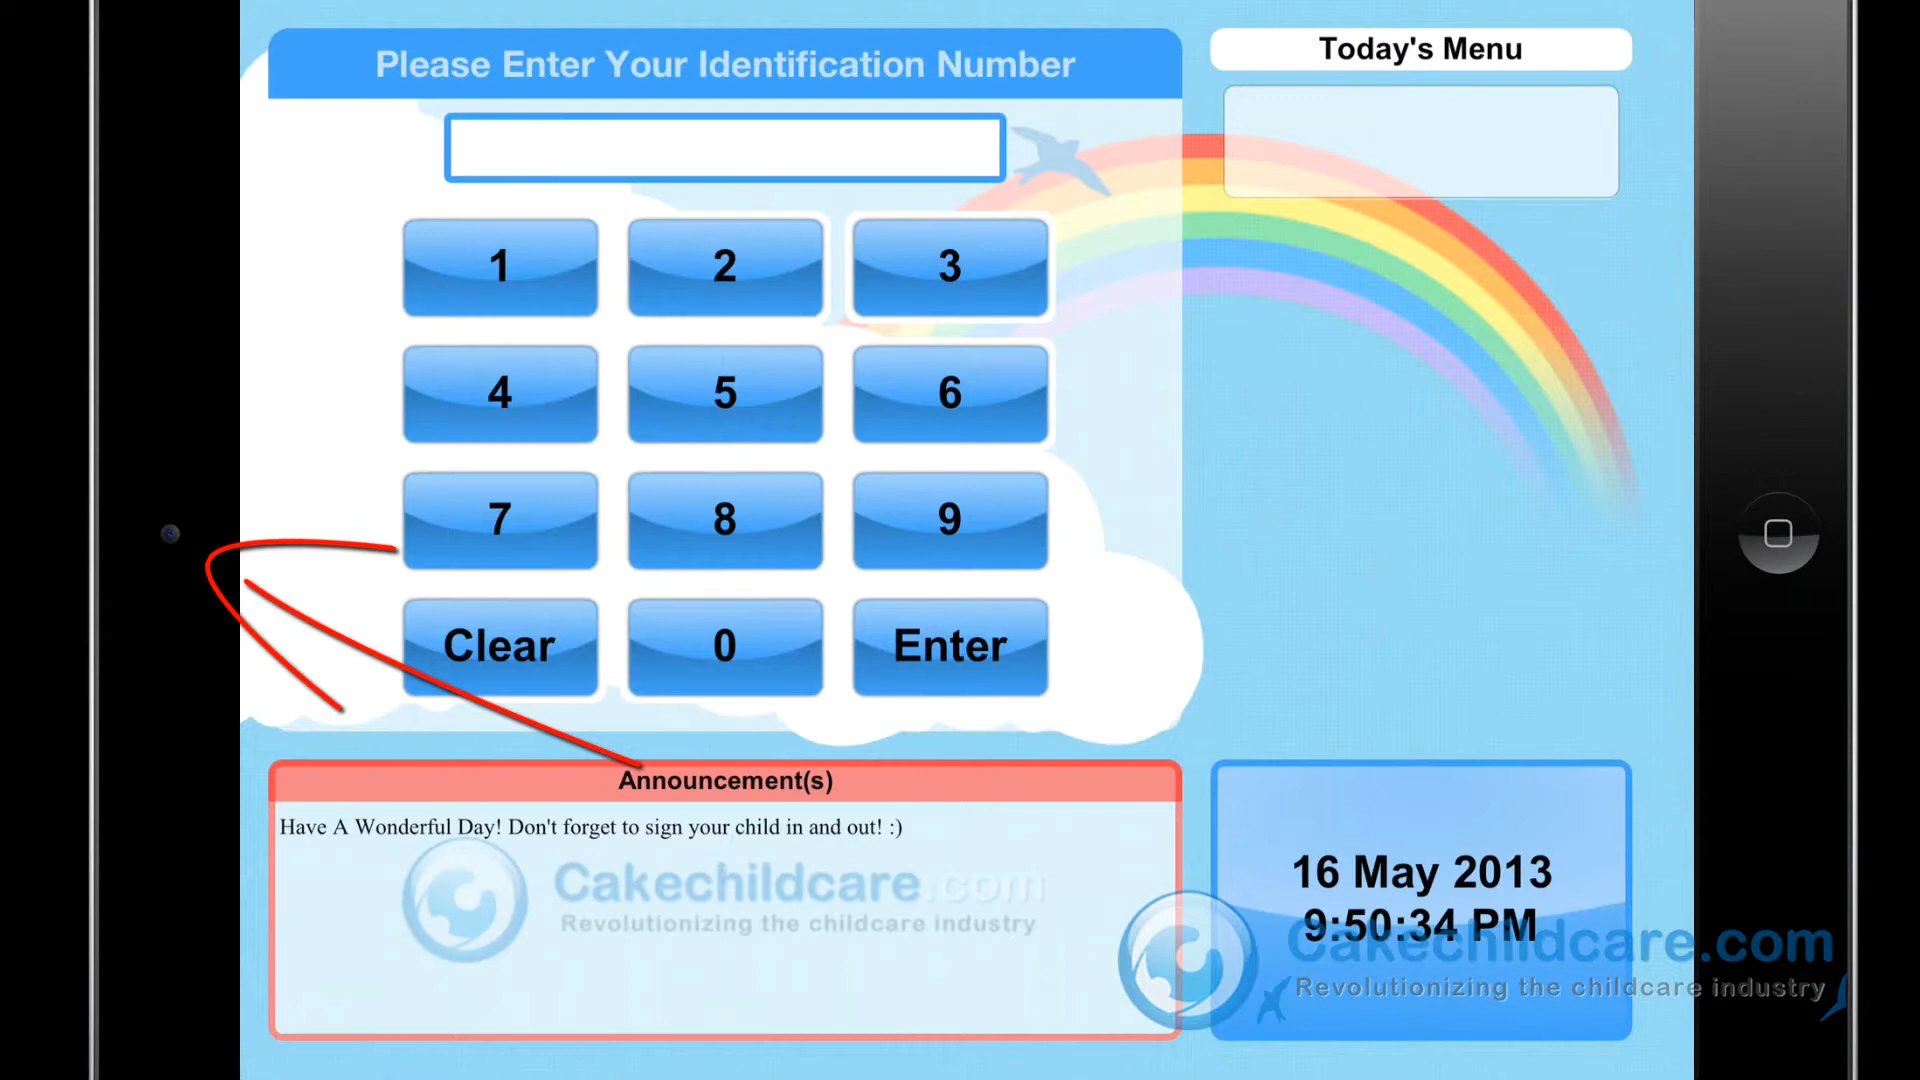 Please Enter Your Identification Number
Today's Menu
1 2 3
4 5 6
7 8 9
Clear 0 Enter
Announcement(s)
Have A Wonderful Day! Don't forget to sign your child in and out! :)
Cakechildcare.com
Revolutionizing the childcare industry
16 May 2013
9:50:34 PM
Cakechildcare.com
Revolutionizing the childcare industry